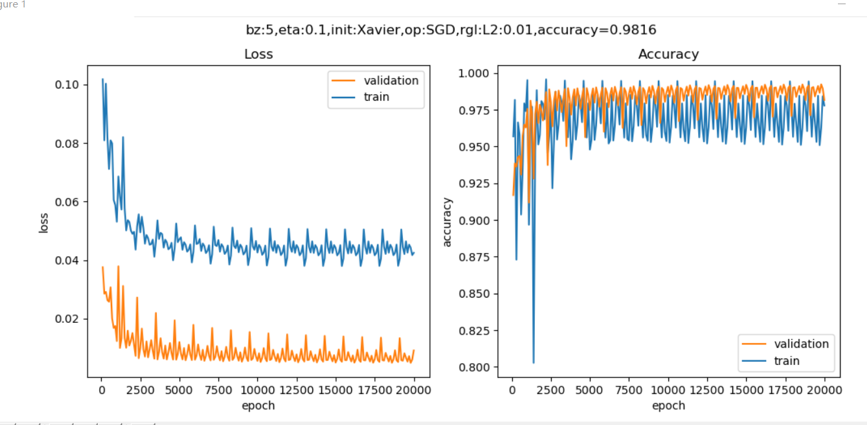 gure 1
bz:5,eta:0.1,init:Xavier,op:SGD,rgl:L2:0.01,accuracy=0.9816
Loss
validation
train
0.10
0.08
0.06
0.04
0.02
loss
0 2500 5000 7500 10000 12500 15000 17500 20000
epoch
Accuracy
1.000
0.975
0.950
0.925
0.900
0.875
0.850
0.825
0.800
accuracy
validation
train
0 2500 5000 7500 10000 12500 15000 17500 20000
epoch